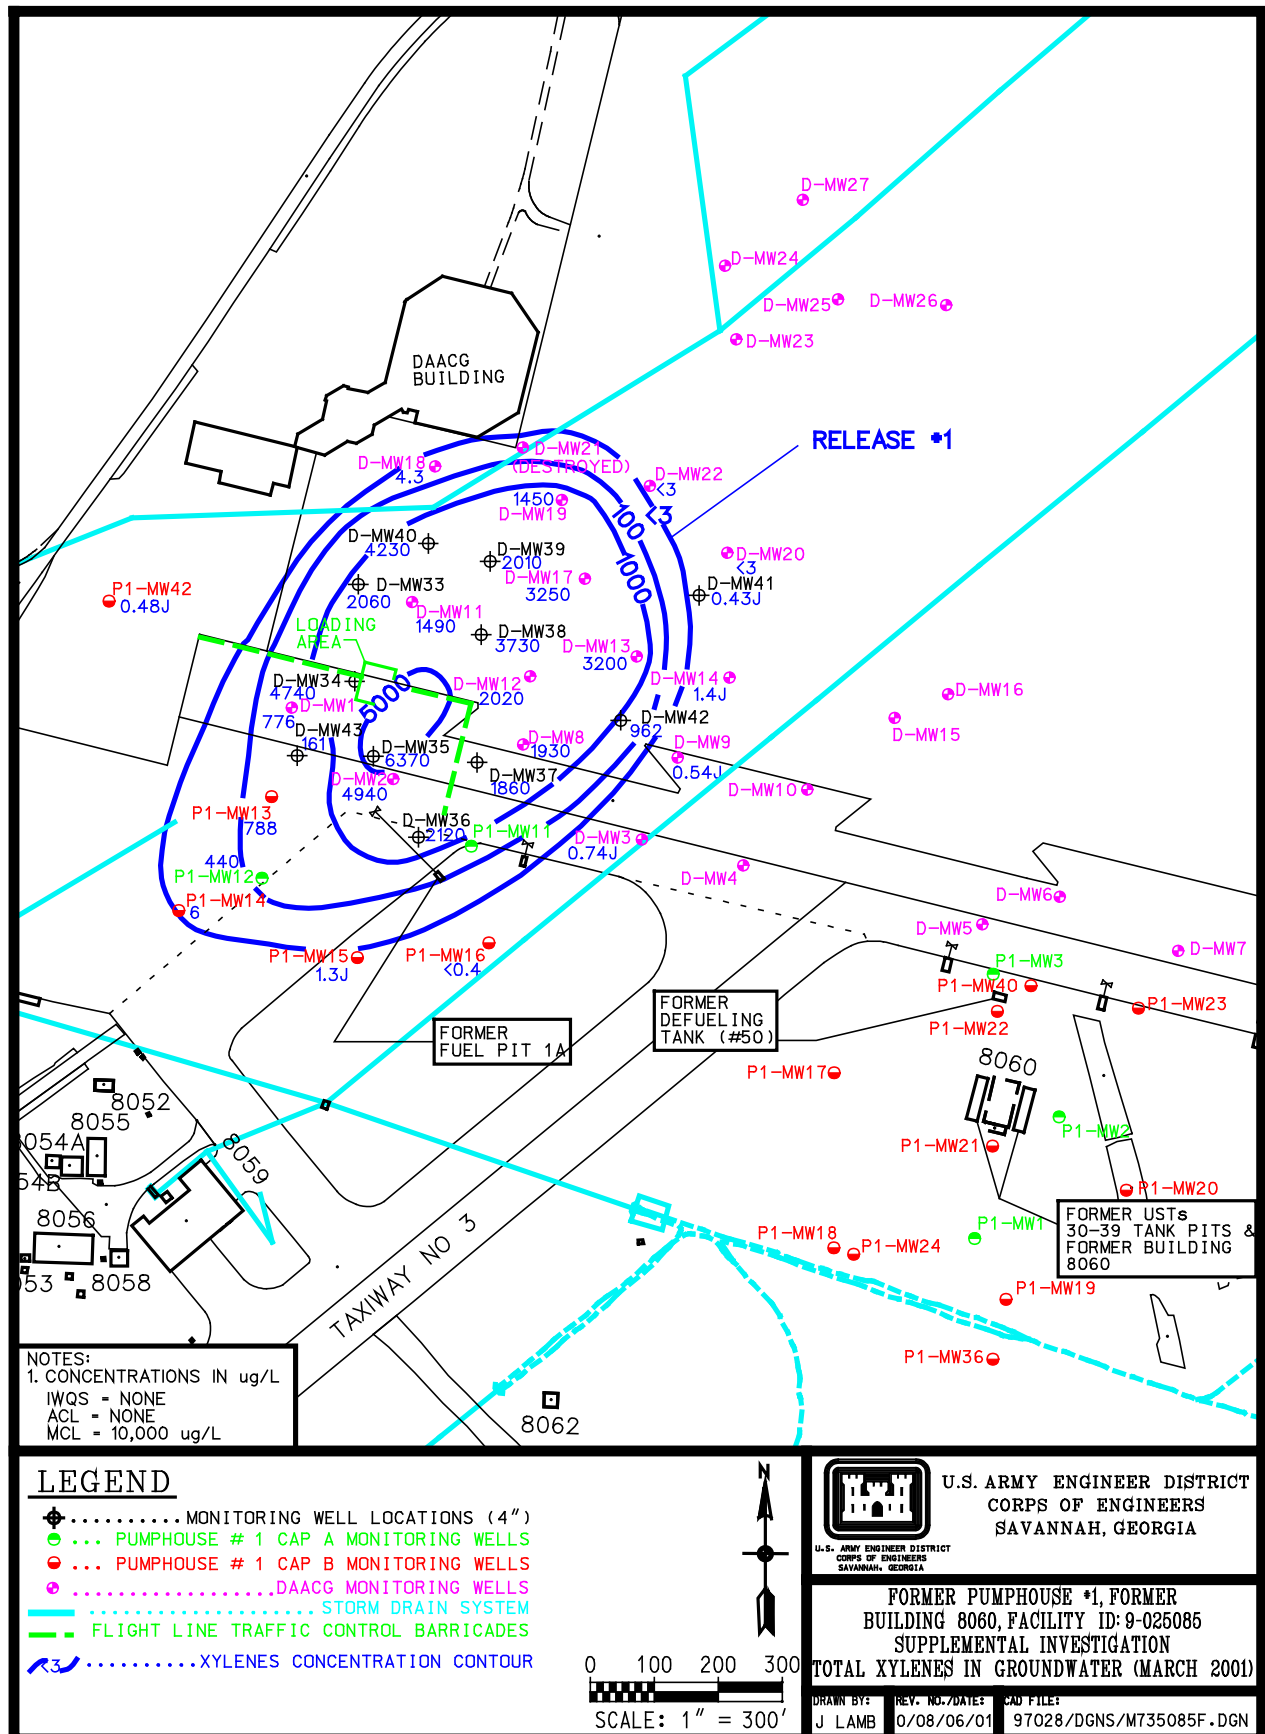 D-MW27
D-MW24
D-MW25
D-MW26
D-MW23
DAACG
BUILDING
RELEASE #1
D-MW21
(DESTROYED)
D-MW18
4.3
D-MW22
<3
1450
D-MW19
100
<3
D-MW40
4230
D-MW39
2010
D-MW20
<3
D-MW17
3250
1000
D-MW33
2060
D-MW41
0.43J
P1-MW42
0.48J
D-MW11
1490
LOADING
AREA
D-MW38
3730
D-MW13
3200
D-MW34
4740
5000
D-MW12
2020
D-MW14
1.4J
D-MW16
D-MW1
776
D-MW42
962
D-MW15
D-MW43
161
D-MW35
6370
D-MW8
1930
D-MW9
0.54J
D-MW2
4940
D-MW37
1860
D-MW10
P1-MW13
788
D-MW36
2120
P1-MW11
D-MW3
0.74J
440
P1-MW12
D-MW4
P1-MW14
6
D-MW6
D-MW5
D-MW7
P1-MW15
1.3J
P1-MW16
<0.4
P1-MW3
P1-MW40
P1-MW23
P1-MW22
FORMER
DEFUELING
TANK (#50)
FORMER
FUEL PIT 1A
8060
P1-MW17
8052
8055
8054A
54B
8059
P1-MW2
P1-MW21
P1-MW20
8056
053
8058
TAXIWAY NO 3
P1-MW1
FORMER USTs
30-39 TANK PITS &
FORMER BUILDING
8060
P1-MW18
P1-MW24
P1-MW19
P1-MW36
8062
NOTES:
1. CONCENTRATIONS IN ug/L
IWQS = NONE
ACL = NONE
MCL = 10,000 ug/L
LEGEND
.......... MONITORING WELL LOCATIONS (4")
... PUMPHOUSE # 1 CAP A MONITORING WELLS
... PUMPHOUSE # 1 CAP B MONITORING WELLS
.................. DAACG MONITORING WELLS
.................... STORM DRAIN SYSTEM
FLIGHT LINE TRAFFIC CONTROL BARRICADES
<3 .......... XYLENES CONCENTRATION CONTOUR
N
0 100 200 300
SCALE: 1" = 300'
U.S. ARMY ENGINEER DISTRICT
CORPS OF ENGINEERS
SAVANNAH, GEORGIA
U.S. ARMY ENGINEER DISTRICT
CORPS OF ENGINEERS
SAVANNAH, GEORGIA
FORMER PUMPHOUSE #1, FORMER
BUILDING 8060, FACILITY ID: 9-025085
SUPPLEMENTAL INVESTIGATION
TOTAL XYLENES IN GROUNDWATER (MARCH 2001)
DRAWN BY:
J LAMB
REV. NO./DATE:
0/08/06/01
CAD FILE:
97028/DGNS/M735085F.DGN